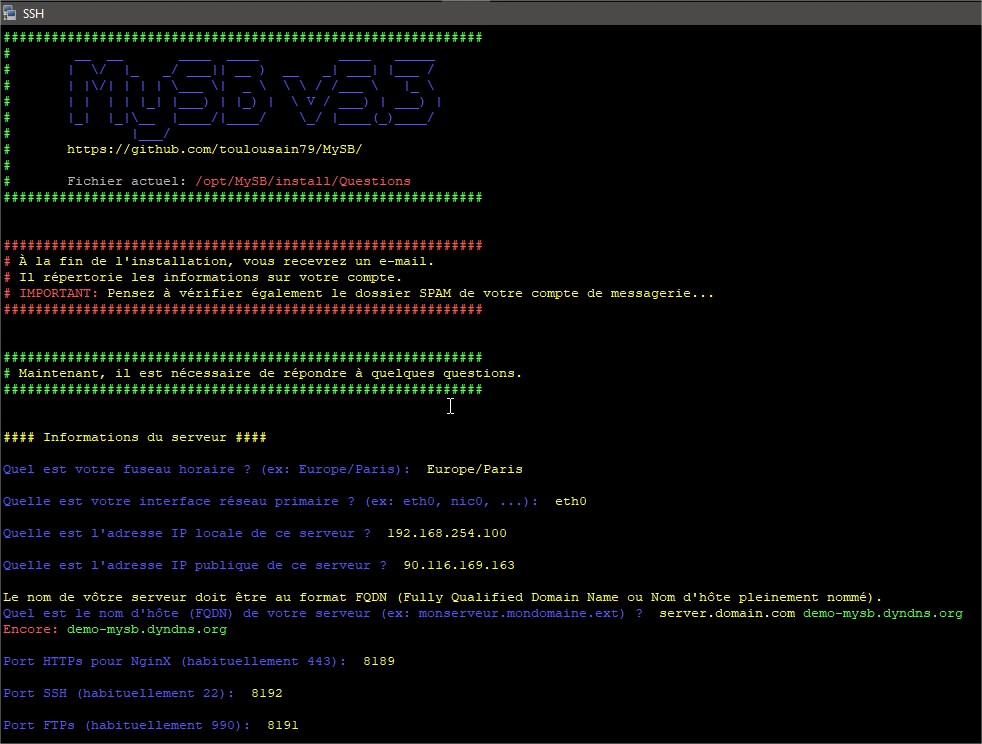 SSH
############################################################
#
#
#
#
#
# MySB v5.3
#
# https://github.com/toulousain79/MySB/
#
# Fichier actuel: /opt/MySB/install/Questions
############################################################
############################################################
# À la fin de l'installation, vous recevrez un e-mail.
# Il répertorie les informations sur votre compte.
# IMPORTANT: Pensez à vérifier également le dossier SPAM de votre compte de messagerie...
############################################################
############################################################
# Maintenant, il est nécessaire de répondre à quelques questions.
############################################################
#### Informations du serveur ####
Quel est votre fuseau horaire ? (ex: Europe/Paris): Europe/Paris
Quelle est votre interface réseau primaire ? (ex: eth0, nic0, ...): eth0
Quelle est l'adresse IP locale de ce serveur ? 192.168.254.100
Quelle est l'adresse IP publique de ce serveur ? 90.116.169.163
Le nom de vôtre serveur doit être au format FQDN (Fully Qualified Domain Name ou Nom d'hôte pleinement nommé).
Quel est le nom d'hôte (FQDN) de votre serveur (ex: monserveur.mondomaine.ext) ? server.domain.com demo-mysb.dyndns.org
Encore: demo-mysb.dyndns.org
Port HTTPs pour NginX (habituellement 443): 8189
Port SSH (habituellement 22): 8192
Port FTPs (habituellement 990): 8191